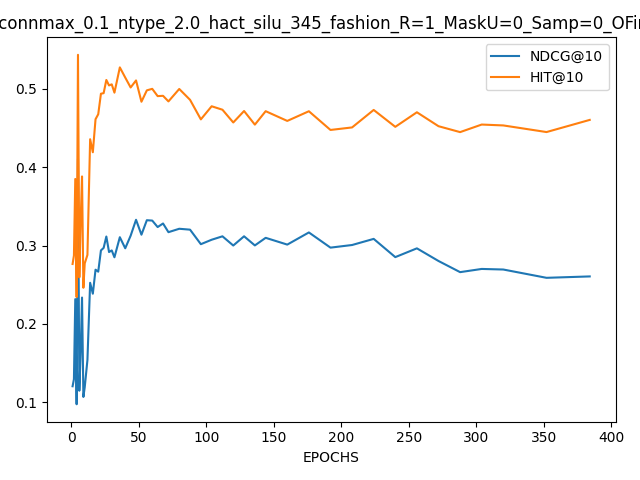 connmax_0.1_ntype_2.0_hact_silu_345_fashion_R=1_MaskU=0_Samp=0_OFin
NDCG@10
HIT@10
0.5
0.4
0.3
0.2
0.1
0 50 100 150 200 250 300 350 400
EPOCHS